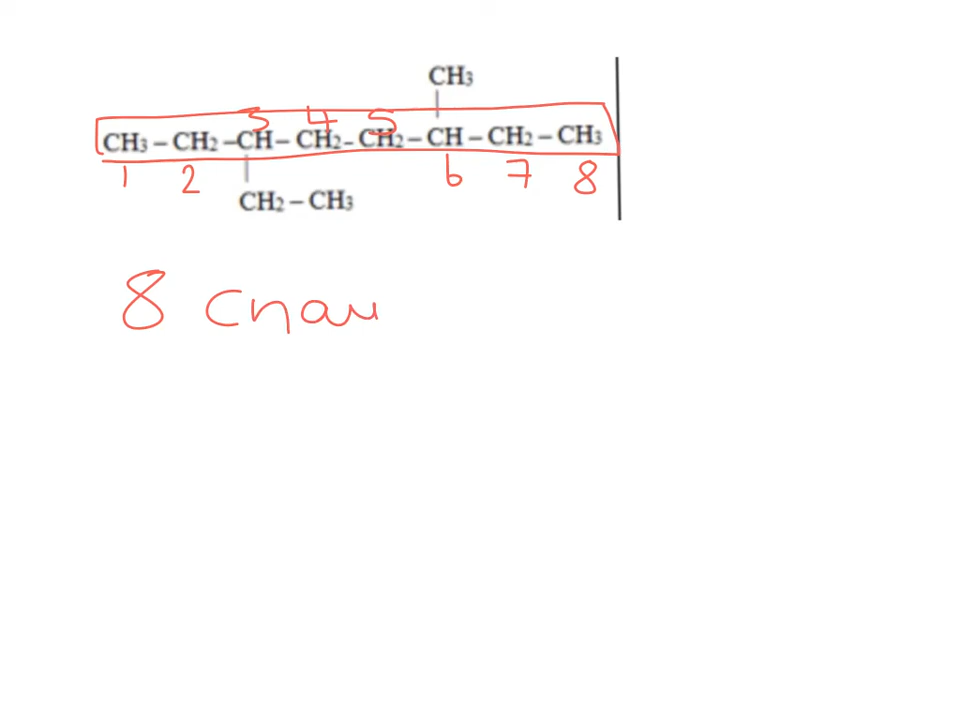 CH3
3 4 5
CH3 – CH2 – CH – CH2 – CH2 – CH – CH2 – CH3
1 2 6 7 8
CH2 – CH3
8